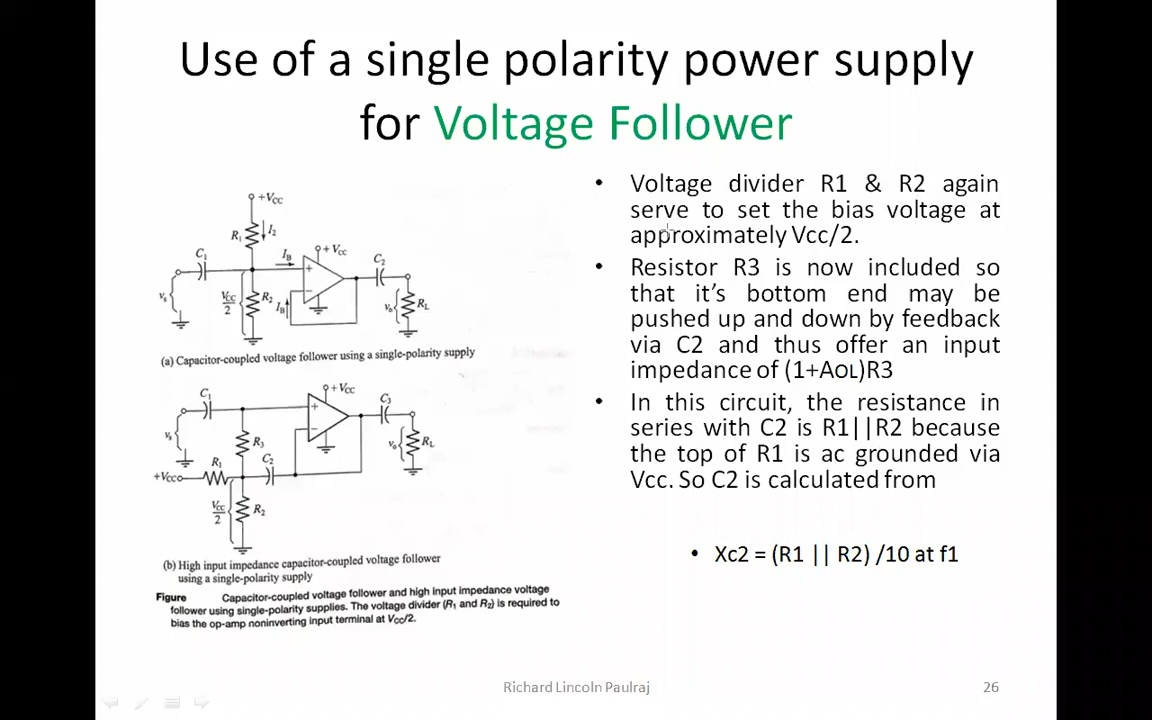 Use of a single polarity power supply
for Voltage Follower
+Vcc
R1
I2
C1
IB
+Vcc
C2
vs
Vcc
2
R2
IB
vo
RL
(a) Capacitor-coupled voltage follower using a single-polarity supply
C1
+Vcc
C3
vs
R3
vo
RL
R1
C2
+Vcc
Vcc
2
R2
(b) High input impedance capacitor-coupled voltage follower
using a single-polarity supply
Figure Capacitor-coupled voltage follower and high input impedance voltage
follower using single-polarity supplies. The voltage divider (R1 and R2) is required to
bias the op-amp noninverting input terminal at Vcc/2.
• Voltage divider R1 & R2 again
serve to set the bias voltage at
approximately Vcc/2.
• Resistor R3 is now included so
that it's bottom end may be
pushed up and down by feedback
via C2 and thus offer an input
impedance of (1+AOL)R3
• In this circuit, the resistance in
series with C2 is R1||R2 because
the top of R1 is ac grounded via
Vcc. So C2 is calculated from
• Xc2 = (R1 || R2) /10 at f1
Richard Lincoln Paulraj
26